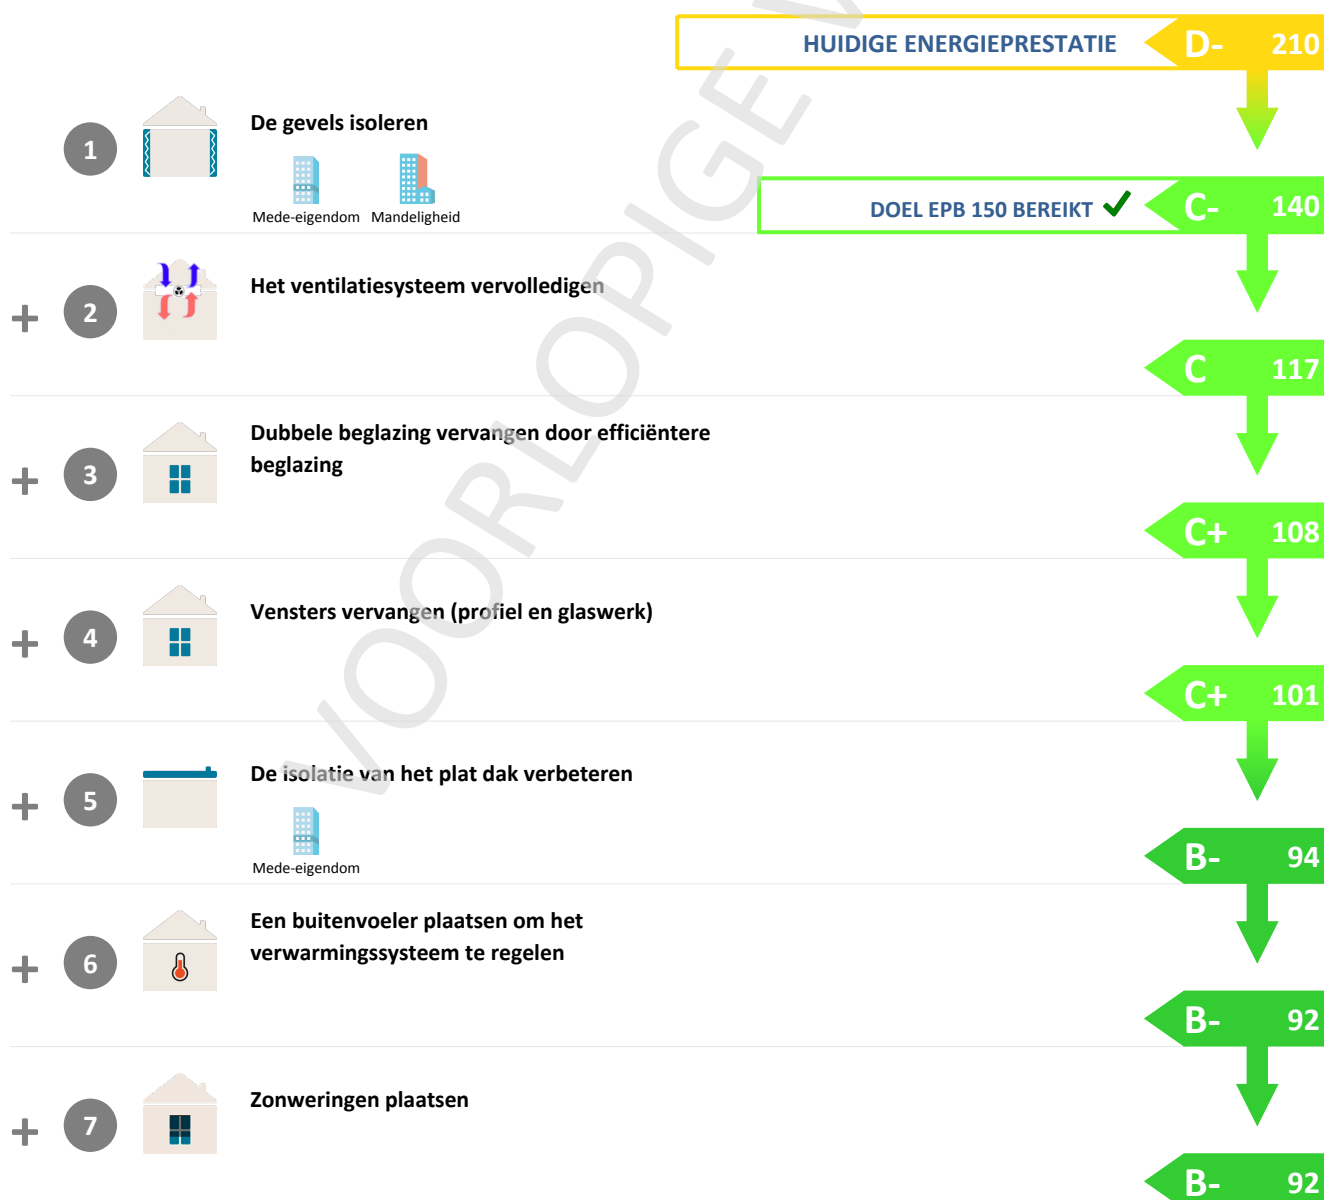 HUIDIGE ENERGIEPRESTATIE D- 210
1 De gevels isoleren
Mede-eigendom Mandeligheid
DOEL EPB 150 BEREIKT ✔ C- 140
+ 2 Het ventilatiesysteem vervolledigen
C 117
+ 3 Dubbele beglazing vervangen door efficiëntere
beglazing
C+ 108
+ 4 Vensters vervangen (profiel en glaswerk)
C+ 101
+ 5 De isolatie van het plat dak verbeteren
Mede-eigendom
B- 94
+ 6 Een buitenvoeler plaatsen om het
verwarmingssysteem te regelen
B- 92
+ 7 Zonweringen plaatsen
B- 92
VOORLOPIGE